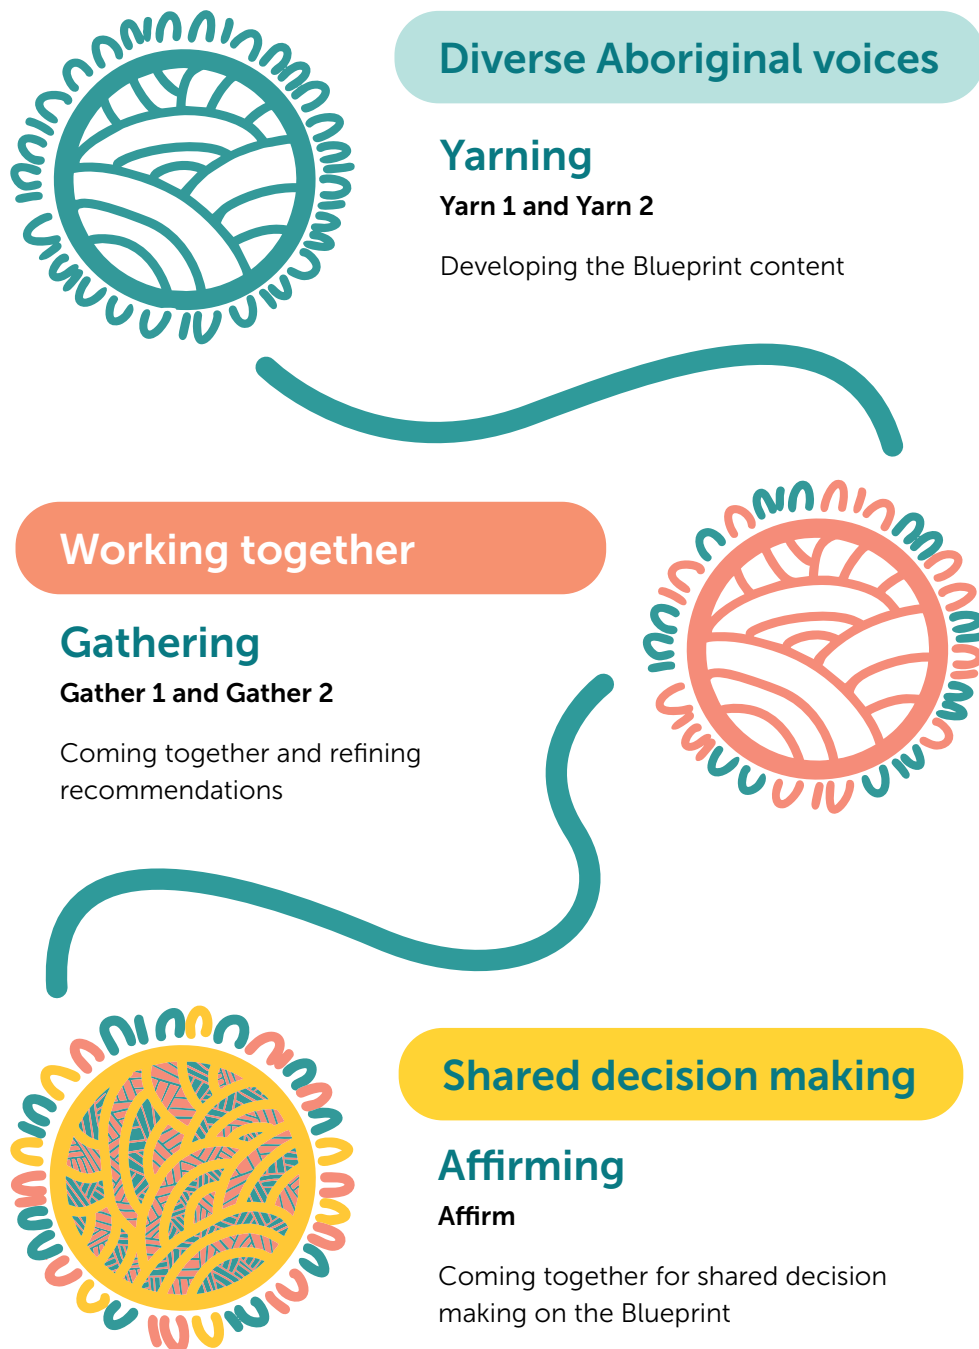 Diverse Aboriginal voices
Yarning
Yarn 1 and Yarn 2
Developing the Blueprint content
Working together
Gathering
Gather 1 and Gather 2
Coming together and refining
recommendations
Shared decision making
Affirming
Affirm
Coming together for shared decision
making on the Blueprint